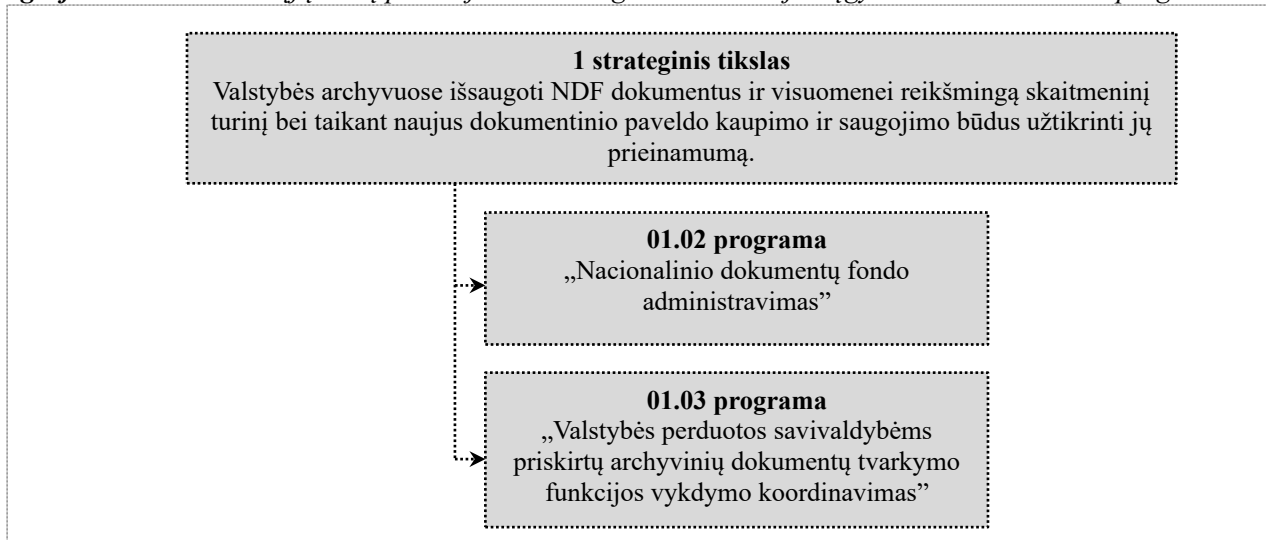 1 strateginis tikslas
Valstybės archyvuose išsaugoti NDF dokumentus ir visuomenei reikšmingą skaitmeninį
turinį bei taikant naujus dokumentinio paveldo kaupimo ir saugojimo būdus užtikrinti jų
prieinamumą.
01.02 programa
„Nacionalinio dokumentų fondo
administravimas”
01.03 programa
„Valstybės perduotos savivaldybėms
priskirtų archyvinių dokumentų tvarkymo
funkcijos vykdymo koordinavimas”